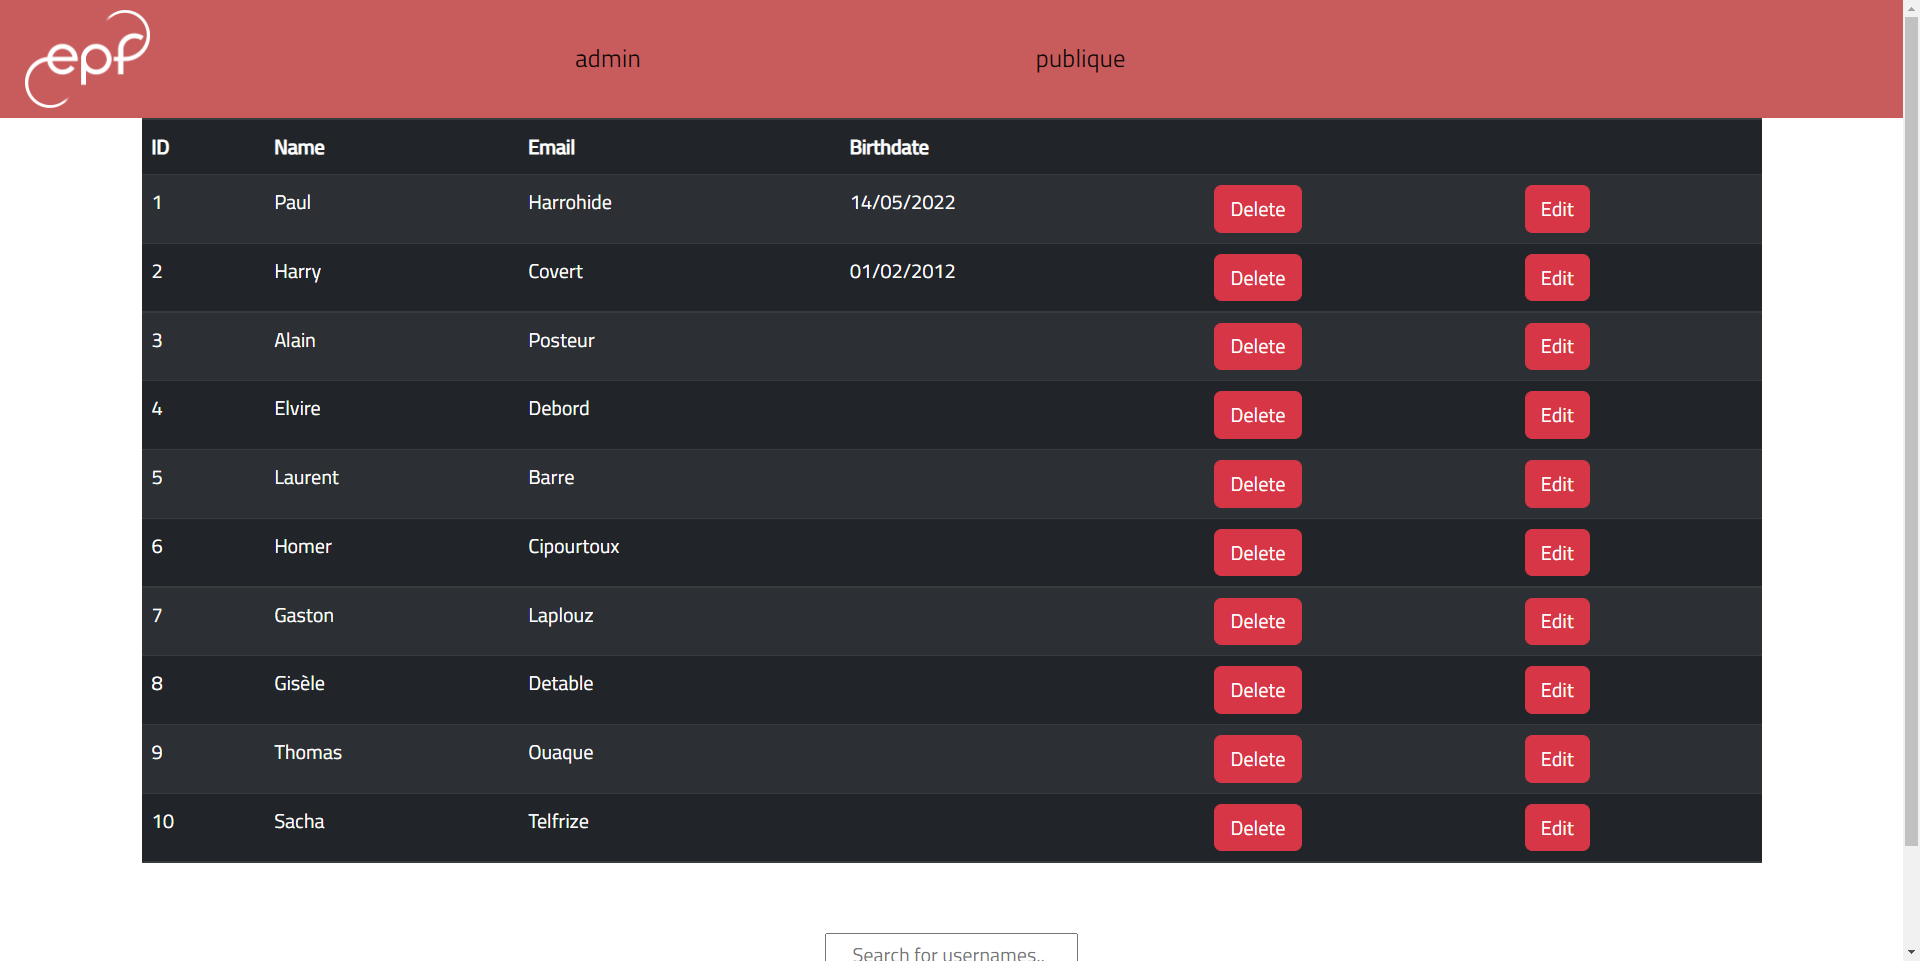 epf
admin publique
ID Name Email Birthdate
1 Paul Harrohide 14/05/2022 Delete Edit
2 Harry Covert 01/02/2012 Delete Edit
3 Alain Posteur Delete Edit
4 Elvire Debord Delete Edit
5 Laurent Barre Delete Edit
6 Homer Cipourtoux Delete Edit
7 Gaston Laplouz Delete Edit
8 Gisèle Detable Delete Edit
9 Thomas Ouaque Delete Edit
10 Sacha Telfrize Delete Edit
Search for usernames..